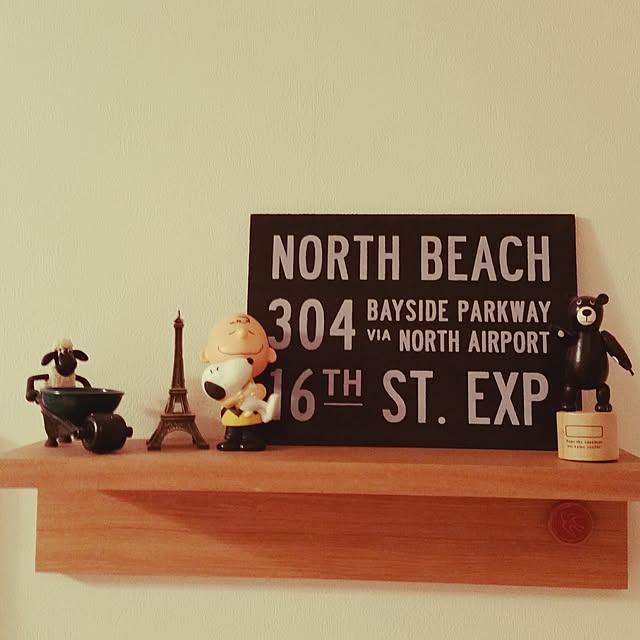 NORTH BEACH
304 BAYSIDE PARKWAY
VIA NORTH AIRPORT
16TH ST. EXP